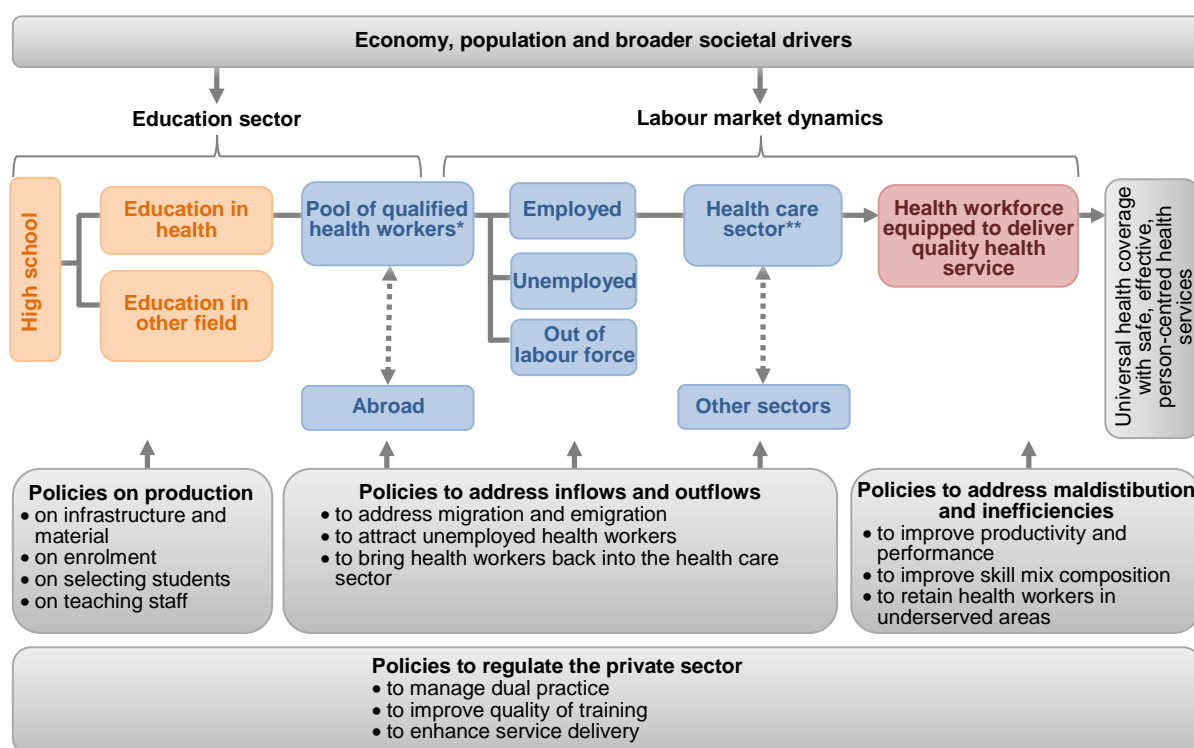 Economy, population and broader societal drivers
Education sector
Labour market dynamics
High school
Education in
health
Education in
other field
Pool of qualified
health workers*
Abroad
Employed
Unemployed
Out of
labour force
Health care
sector**
Other sectors
Health workforce
equipped to deliver
quality health
service
Universal health coverage
with safe, effective,
person-centred health
services
Policies on production
• on infrastructure and
material
• on enrolment
• on selecting students
• on teaching staff
Policies to address inflows and outflows
• to address migration and emigration
• to attract unemployed health workers
• to bring health workers back into the health care
sector
Policies to address maldistibution
and inefficiencies
• to improve productivity and
performance
• to improve skill mix composition
• to retain health workers in
underserved areas
Policies to regulate the private sector
• to manage dual practice
• to improve quality of training
• to enhance service delivery